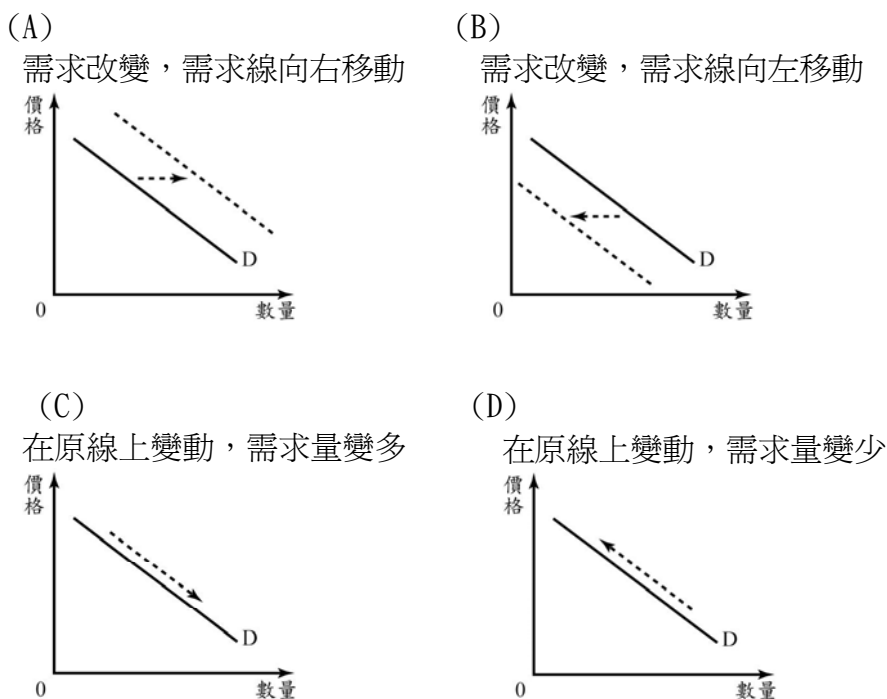 (A)
需求改變，需求線向右移動
價格
D
0
數量
(B)
需求改變，需求線向左移動
價格
D
0
數量
(C)
在原線上變動，需求量變多
價格
D
0
數量
(D)
在原線上變動，需求量變少
價格
D
0
數量